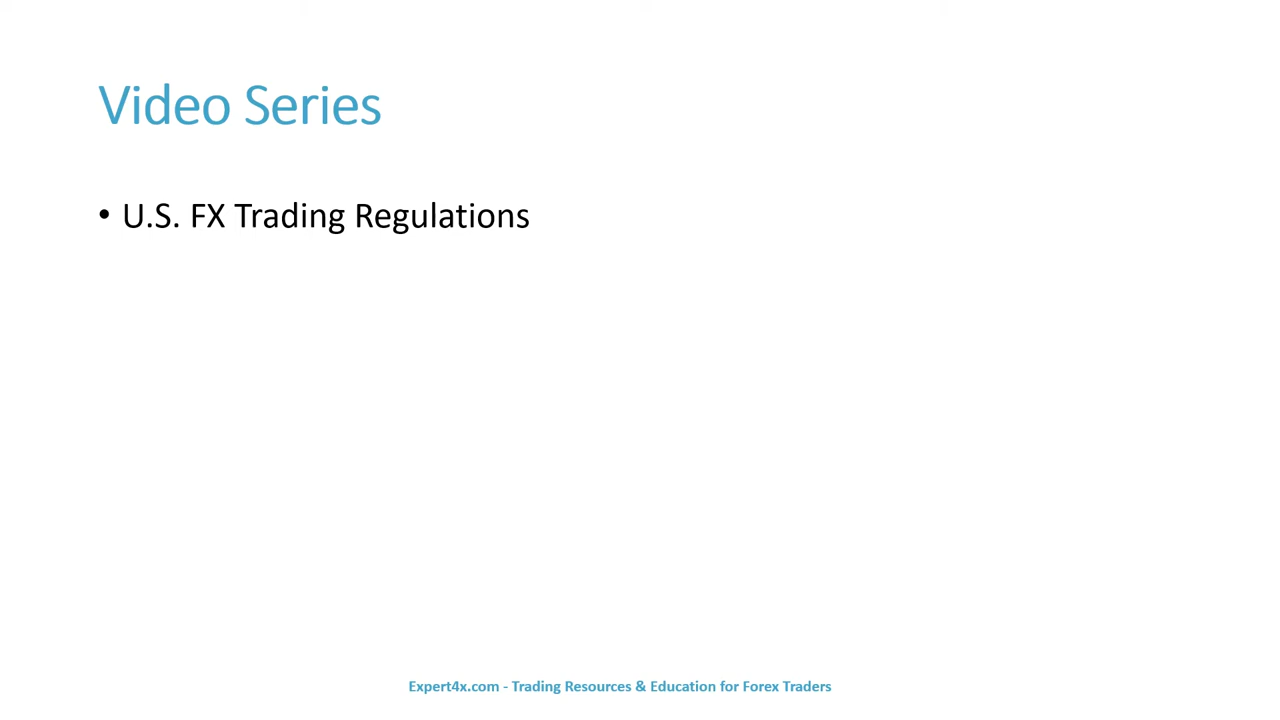 Video Series
• U.S. FX Trading Regulations
Expert4x.com - Trading Resources & Education for Forex Traders